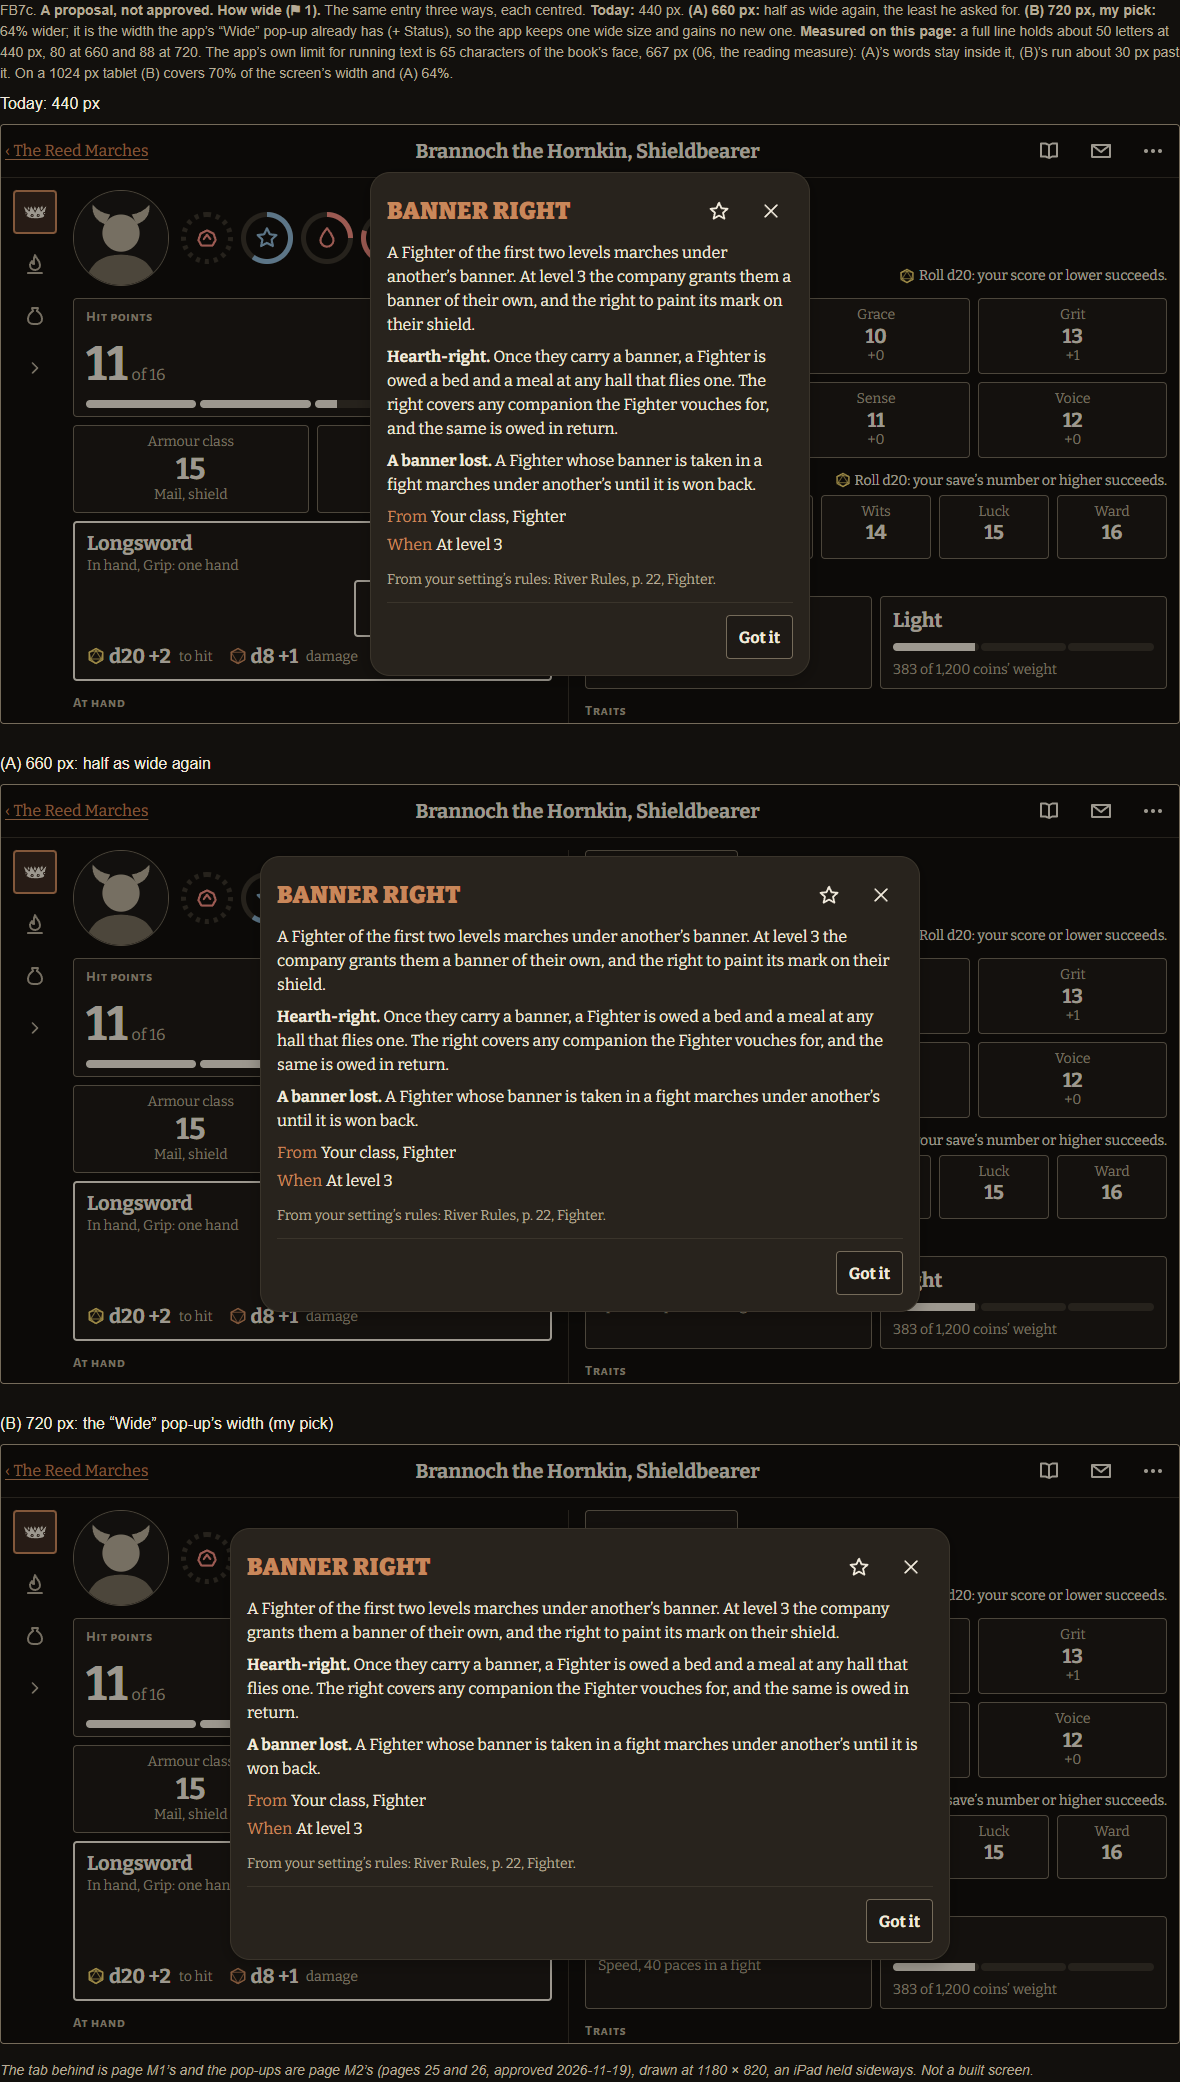 FB7c. A proposal, not approved. How wide (⚑ 1). The same entry three ways, each centred. Today: 440 px. (A) 660 px: half as wide again, the least he asked for. (B) 720 px, my pick:
64% wider; it is the width the app's “Wide” pop-up already has (+ Status), so the app keeps one wide size and gains no new one. Measured on this page: a full line holds about 50 letters at
440 px, 80 at 660 and 88 at 720. The app's own limit for running text is 65 characters of the book's face, 667 px (06, the reading measure): (A)'s words stay inside it, (B)'s run about 30 px past
it. On a 1024 px tablet (B) covers 70% of the screen's width and (A) 64%.
Today: 440 px
‹ The Reed Marches
Brannoch the Hornkin, Shieldbearer
BANNER RIGHT
A Fighter of the first two levels marches under
another’s banner. At level 3 the company grants them a
banner of their own, and the right to paint its mark on
their shield.
Hearth-right. Once they carry a banner, a Fighter is
owed a bed and a meal at any hall that flies one. The
right covers any companion the Fighter vouches for,
and the same is owed in return.
A banner lost. A Fighter whose banner is taken in a
fight marches under another’s until it is won back.
From Your class, Fighter
When At level 3
From your setting’s rules: River Rules, p. 22, Fighter.
Got it
HIT POINTS
11 of 16
Armour class
15
Mail, shield
Longsword
In hand, Grip: one hand
d20 +2 to hit d8 +1 damage
AT HAND
Roll d20: your score or lower succeeds.
Grace
10
+0
Grit
13
+1
Sense
11
+0
Voice
12
+0
Roll d20: your save’s number or higher succeeds.
Wits
14
Luck
15
Ward
16
Light
383 of 1,200 coins’ weight
TRAITS
(A) 660 px: half as wide again
‹ The Reed Marches
Brannoch the Hornkin, Shieldbearer
BANNER RIGHT
A Fighter of the first two levels marches under another’s banner. At level 3 the
company grants them a banner of their own, and the right to paint its mark on their
shield.
Hearth-right. Once they carry a banner, a Fighter is owed a bed and a meal at any
hall that flies one. The right covers any companion the Fighter vouches for, and the
same is owed in return.
A banner lost. A Fighter whose banner is taken in a fight marches under another’s
until it is won back.
From Your class, Fighter
When At level 3
From your setting’s rules: River Rules, p. 22, Fighter.
Got it
HIT POINTS
11 of 16
Armour class
15
Mail, shield
Longsword
In hand, Grip: one hand
d20 +2 to hit d8 +1 damage
AT HAND
Roll d20: your score or lower succeeds.
Grit
13
+1
Voice
12
+0
our save’s number or higher succeeds.
Luck
15
Ward
16
ght
383 of 1,200 coins’ weight
TRAITS
(B) 720 px: the “Wide” pop-up’s width (my pick)
‹ The Reed Marches
Brannoch the Hornkin, Shieldbearer
BANNER RIGHT
A Fighter of the first two levels marches under another’s banner. At level 3 the company
grants them a banner of their own, and the right to paint its mark on their shield.
Hearth-right. Once they carry a banner, a Fighter is owed a bed and a meal at any hall that
flies one. The right covers any companion the Fighter vouches for, and the same is owed in
return.
A banner lost. A Fighter whose banner is taken in a fight marches under another’s until it is
won back.
From Your class, Fighter
When At level 3
From your setting’s rules: River Rules, p. 22, Fighter.
Got it
HIT POINTS
11 of 16
Armour class
15
Mail, shield
Longsword
In hand, Grip: one han
d20 +2 to hit d8 +1 damage
AT HAND
d20: your score or lower succeeds.
Grit
13
+1
Voice
12
+0
save’s number or higher succeeds.
Luck
15
Ward
16
Speed, 40 paces in a fight
383 of 1,200 coins’ weight
TRAITS
The tab behind is page M1’s and the pop-ups are page M2’s (pages 25 and 26, approved 2026-11-19), drawn at 1180 × 820, an iPad held sideways. Not a built screen.